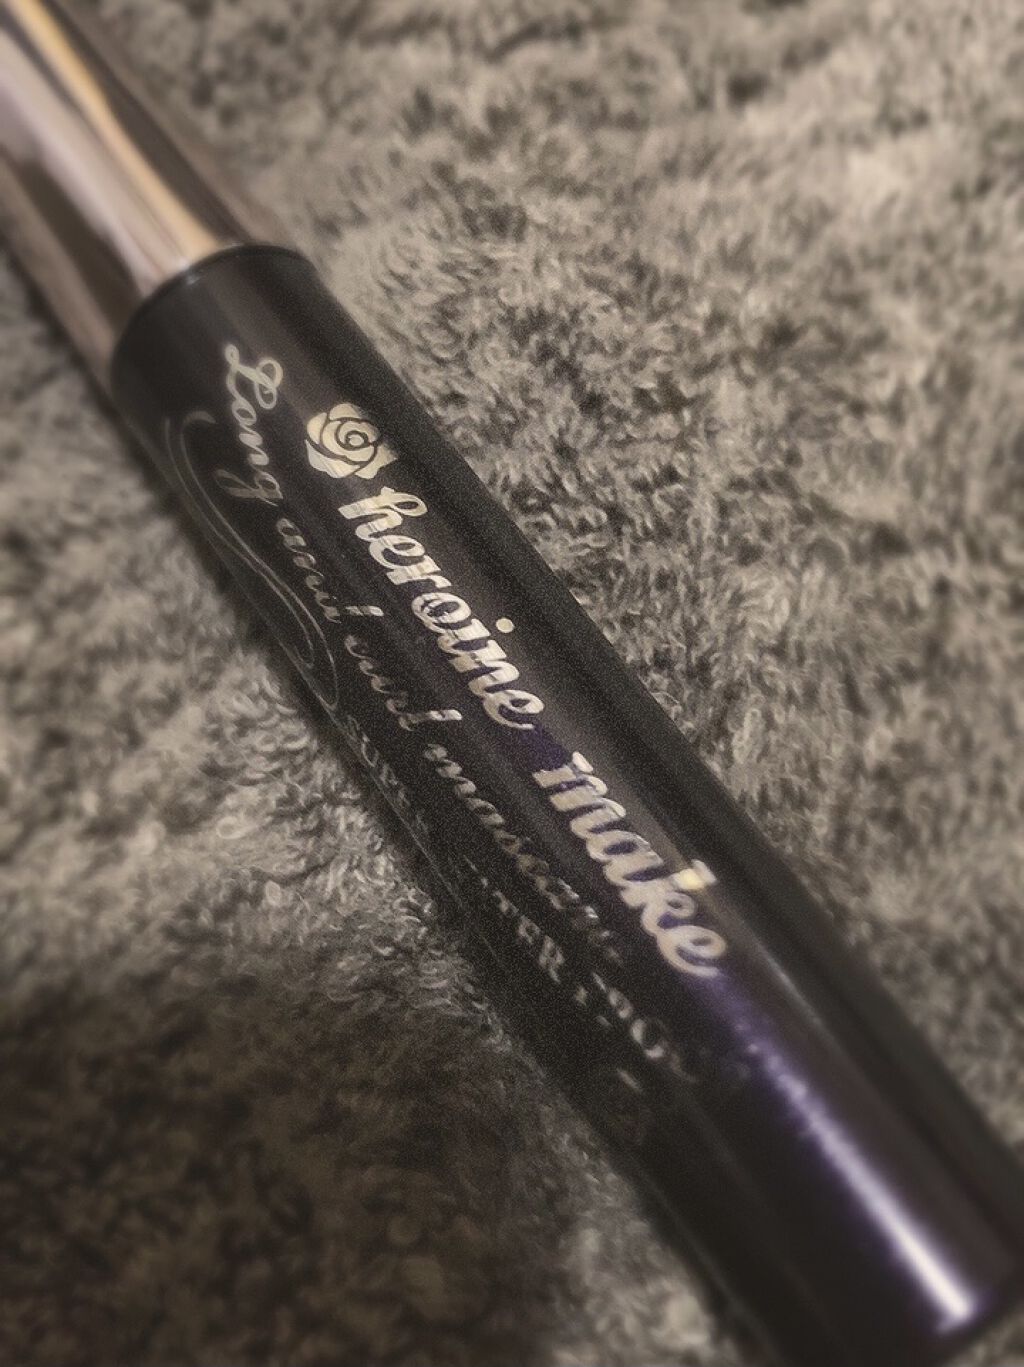 heroine make
Long and curl mascara